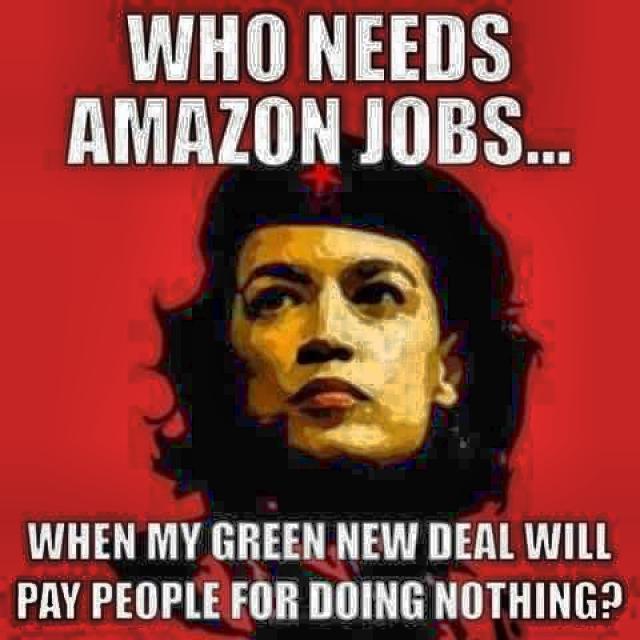 WHO NEEDS
AMAZON JOBS...
WHEN MY GREEN NEW DEAL WILL
PAY PEOPLE FOR DOING NOTHING?